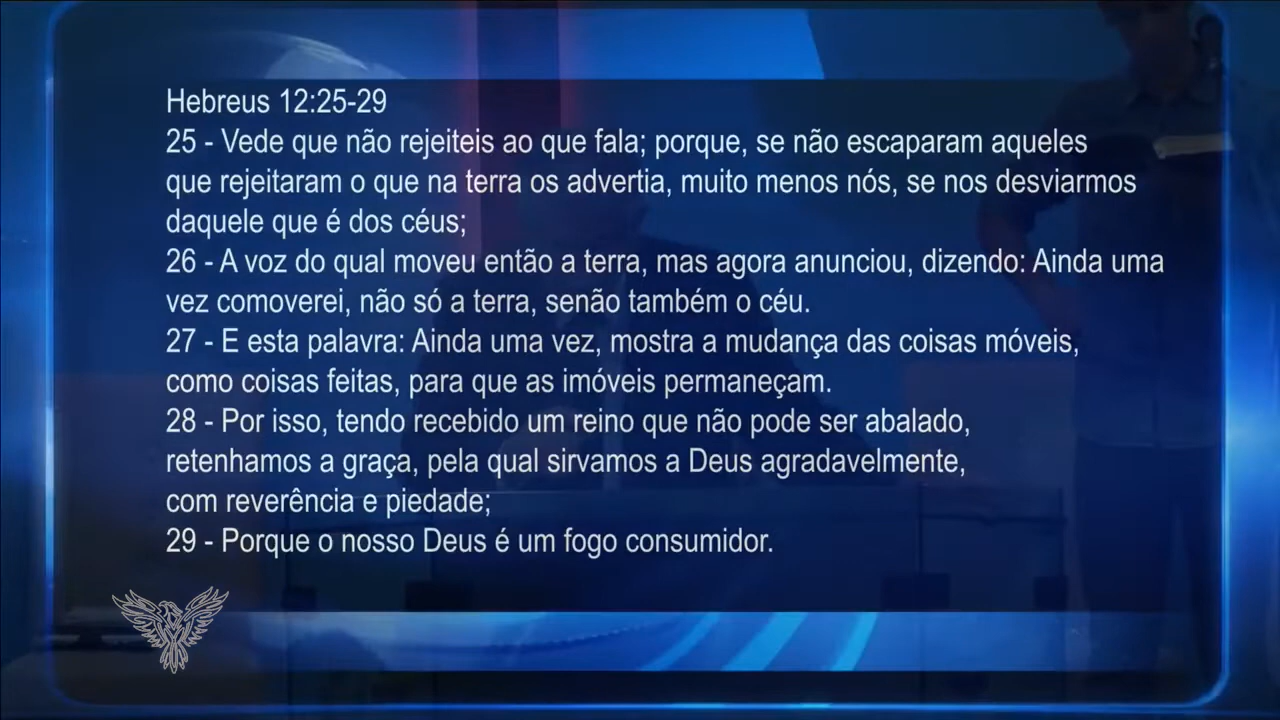 Hebreus 12:25-29
25 - Vede que não rejeiteis ao que fala; porque, se não escaparam aqueles
que rejeitaram o que na terra os advertia, muito menos nós, se nos desviarmos
daquele que é dos céus;
26 - A voz do qual moveu então a terra, mas agora anunciou, dizendo: Ainda uma
vez comoverei, não só a terra, senão também o céu.
27 - E esta palavra: Ainda uma vez, mostra a mudança das coisas móveis,
como coisas feitas, para que as imóveis permaneçam.
28 - Por isso, tendo recebido um reino que não pode ser abalado,
retenhamos a graça, pela qual sirvamos a Deus agradavelmente,
com reverência e piedade;
29 - Porque o nosso Deus é um fogo consumidor.